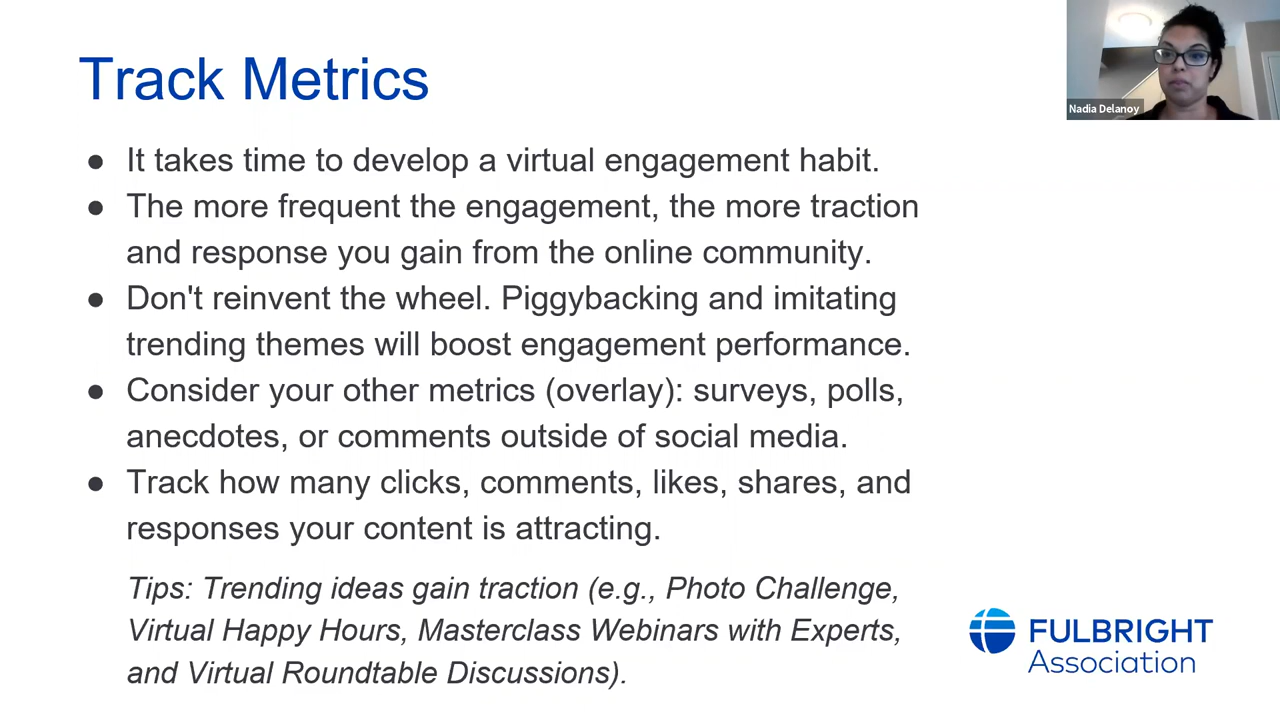 Track Metrics
Nadia Delanoy
● It takes time to develop a virtual engagement habit.
● The more frequent the engagement, the more traction
and response you gain from the online community.
● Don't reinvent the wheel. Piggybacking and imitating
trending themes will boost engagement performance.
● Consider your other metrics (overlay): surveys, polls,
anecdotes, or comments outside of social media.
● Track how many clicks, comments, likes, shares, and
responses your content is attracting.
Tips: Trending ideas gain traction (e.g., Photo Challenge,
Virtual Happy Hours, Masterclass Webinars with Experts,
and Virtual Roundtable Discussions).
FULBRIGHT
Association